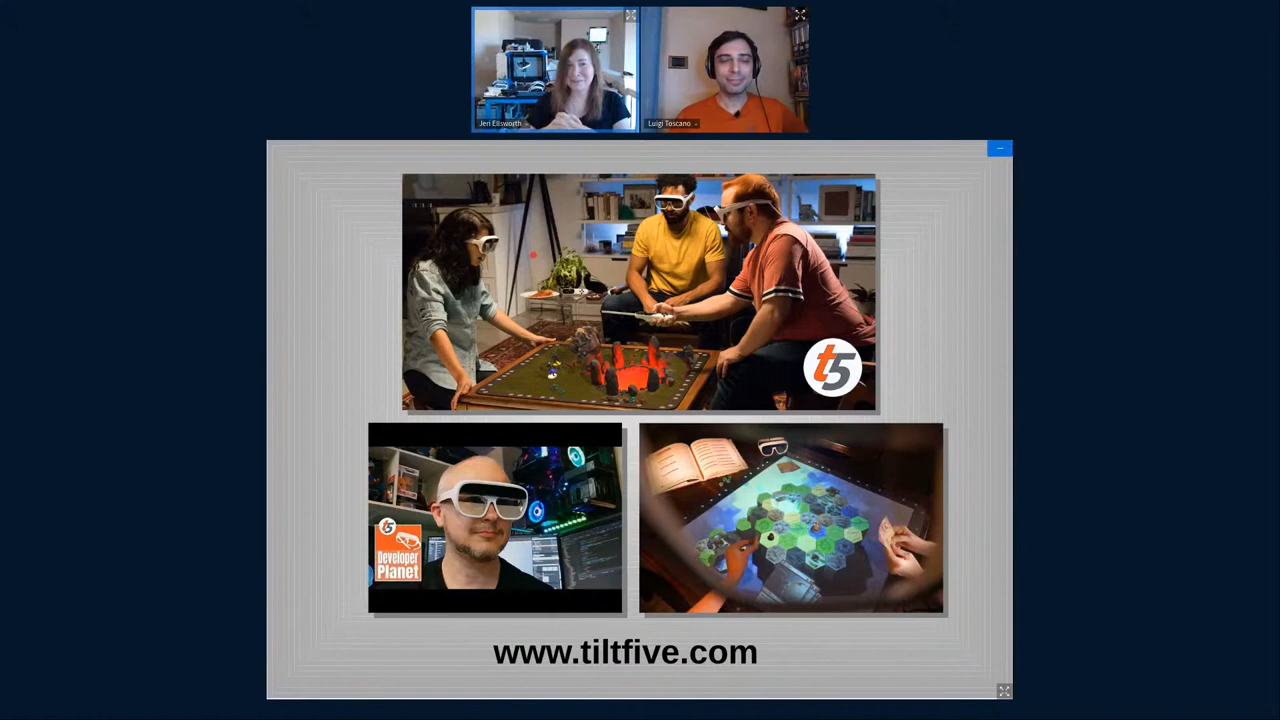 Jeri Ellsworth
Luigi Toscano
t5
t5
Developer
Planet
www.tiltfive.com